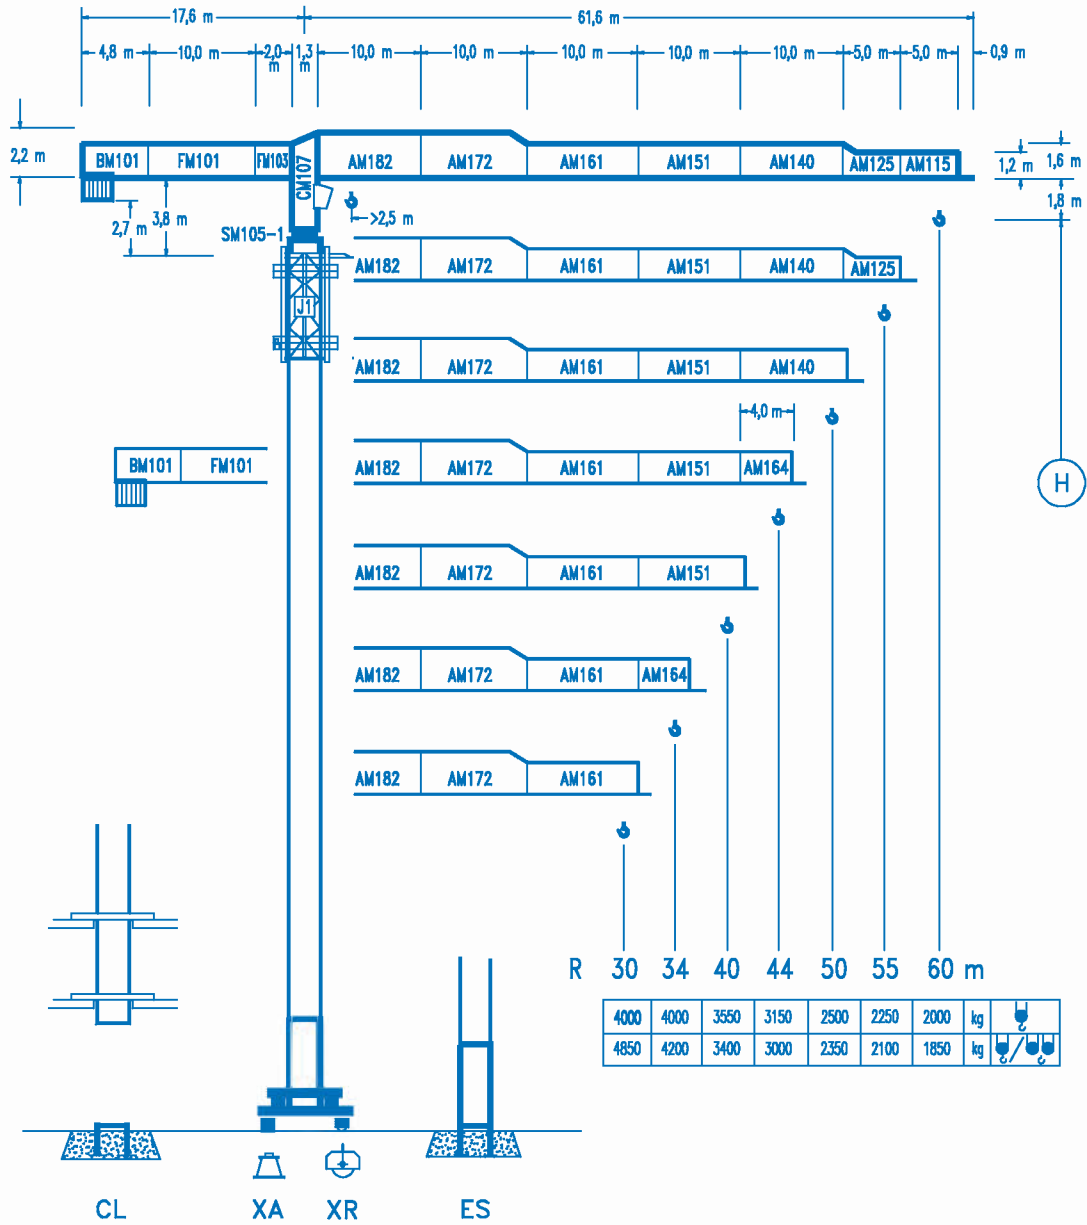 17,6 m 61,6 m
4,8 m 10,0 m 2,0 m 1,3 m 10,0 m 10,0 m 10,0 m 10,0 m 10,0 m 5,0 m 5,0 m 0,9 m
2,2 m BM101 FM101 FM103 CM107 AM182 AM172 AM161 AM151 AM140 AM125 AM115 1,2 m 1,6 m
2,7 m 3,8 m >2,5 m 1,8 m
SM105-1
AM182 AM172 AM161 AM151 AM140 AM125
J1
AM182 AM172 AM161 AM151 AM140
4,0 m
BM101 FM101 AM182 AM172 AM161 AM151 AM164
H
AM182 AM172 AM161 AM151
AM182 AM172 AM161 AM164
AM182 AM172 AM161
R 30 34 40 44 50 55 60 m
4000 4000 3550 3150 2500 2250 2000 kg
4850 4200 3400 3000 2350 2100 1850 kg
CL XA XR ES